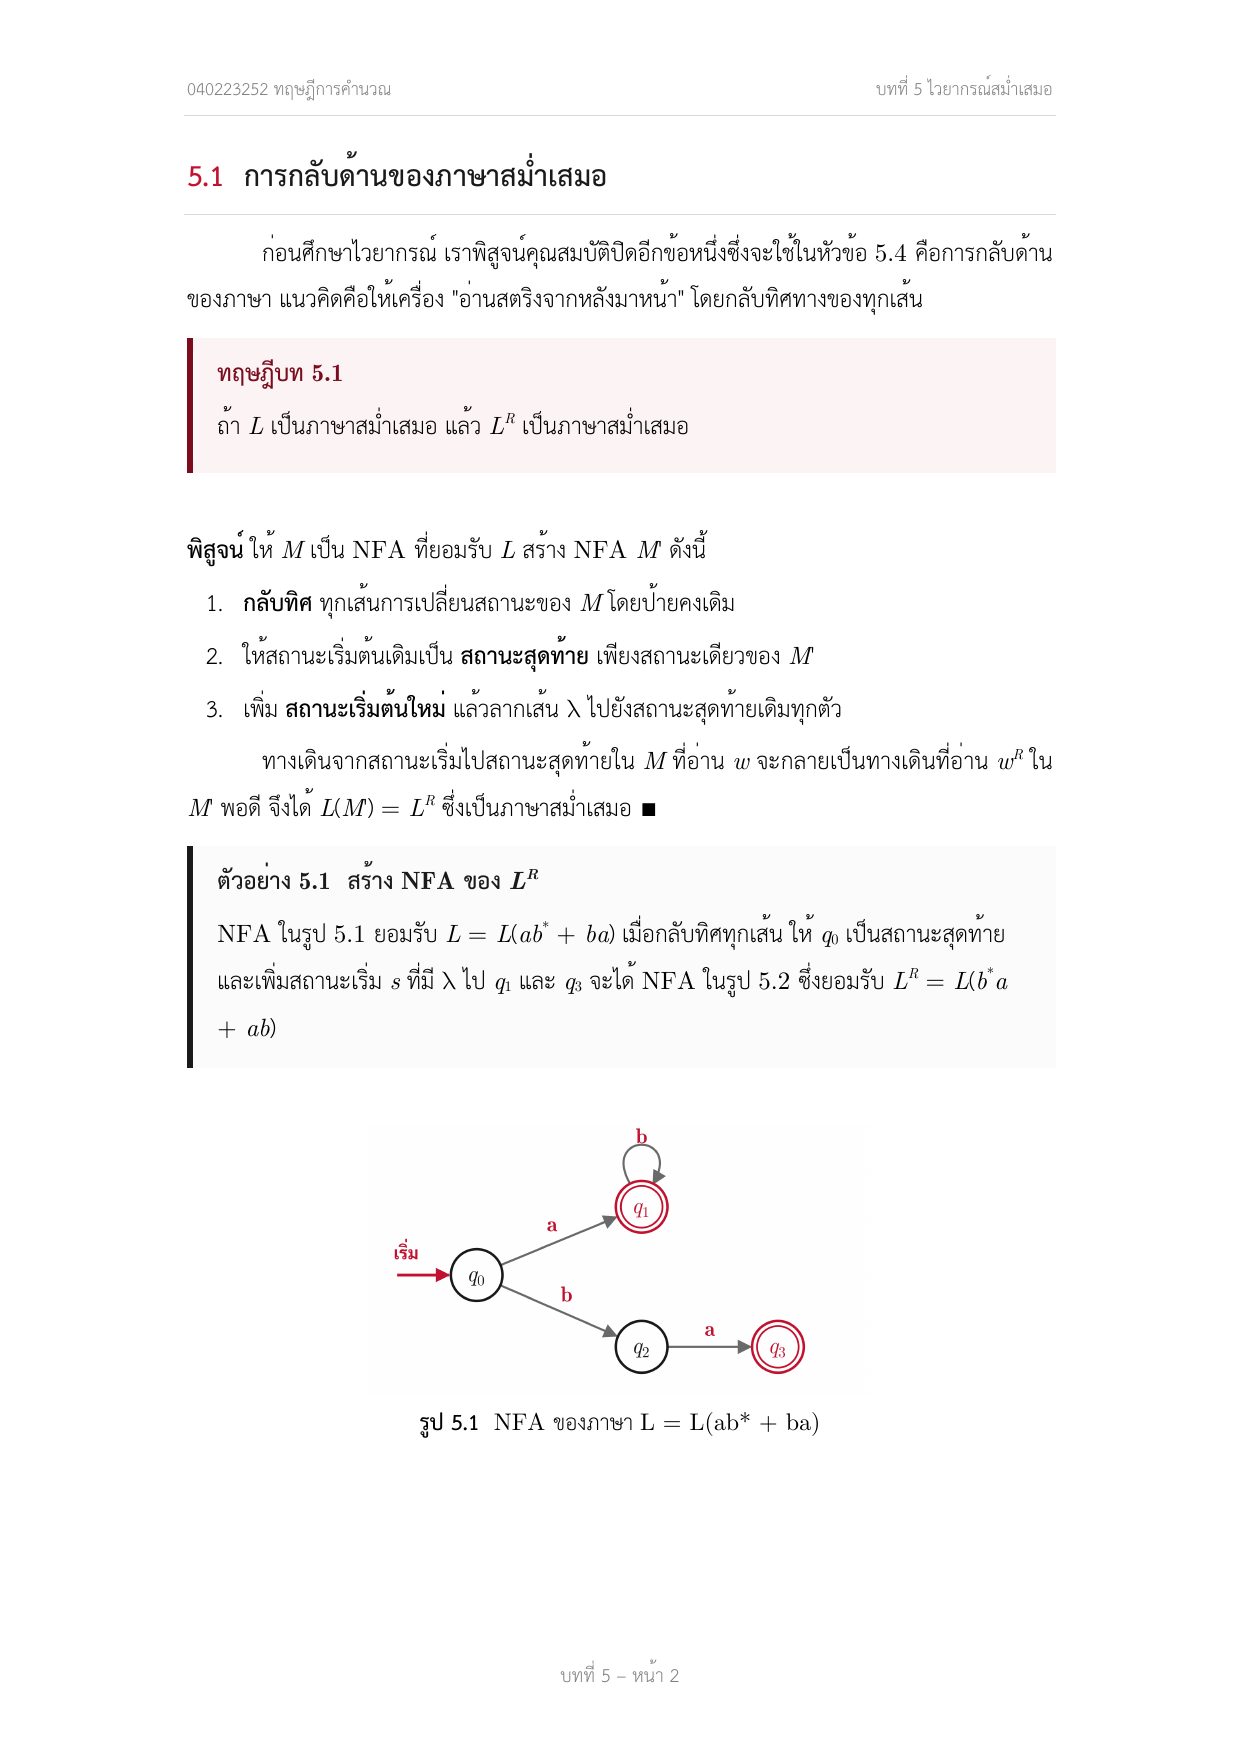 040223252 ทฤษฎีการคำนวณ
บทที่ 5 ไวยากรณ์สม่ำเสมอ
5.1 การกลับด้านของภาษาสม่ำเสมอ
ก่อนศึกษาไวยากรณ์ เราพิสูจน์คุณสมบัติปิดอีกข้อหนึ่งซึ่งจะใช้ในหัวข้อ 5.4 คือการกลับด้าน
ของภาษา แนวคิดคือให้เครื่อง "อ่านสตริงจากหลังมาหน้า" โดยกลับทิศทางของทุกเส้น
ทฤษฎีบท 5.1
ถ้า L เป็นภาษาสม่ำเสมอ แล้ว Lᴿ เป็นภาษาสม่ำเสมอ
พิสูจน์ ให้ M เป็น NFA ที่ยอมรับ L สร้าง NFA M' ดังนี้
1. กลับทิศ ทุกเส้นการเปลี่ยนสถานะของ M โดยป้ายคงเดิม
2. ให้สถานะเริ่มต้นเดิมเป็น สถานะสุดท้าย เพียงสถานะเดียวของ M'
3. เพิ่ม สถานะเริ่มต้นใหม่ แล้วลากเส้น λ ไปยังสถานะสุดท้ายเดิมทุกตัว
ทางเดินจากสถานะเริ่มไปสถานะสุดท้ายใน M ที่อ่าน w จะกลายเป็นทางเดินที่อ่าน wᴿ ใน
M' พอดี จึงได้ L(M') = Lᴿ ซึ่งเป็นภาษาสม่ำเสมอ ■
ตัวอย่าง 5.1 สร้าง NFA ของ Lᴿ
NFA ในรูป 5.1 ยอมรับ L = L(ab* + ba) เมื่อกลับทิศทุกเส้น ให้ q₀ เป็นสถานะสุดท้าย
และเพิ่มสถานะเริ่ม s ที่มี λ ไป q₁ และ q₃ จะได้ NFA ในรูป 5.2 ซึ่งยอมรับ Lᴿ = L(b*a
+ ab)
b
q₁
a
เริ่ม
q₀
b
a
q₂
q₃
รูป 5.1 NFA ของภาษา L = L(ab* + ba)
บทที่ 5 – หน้า 2